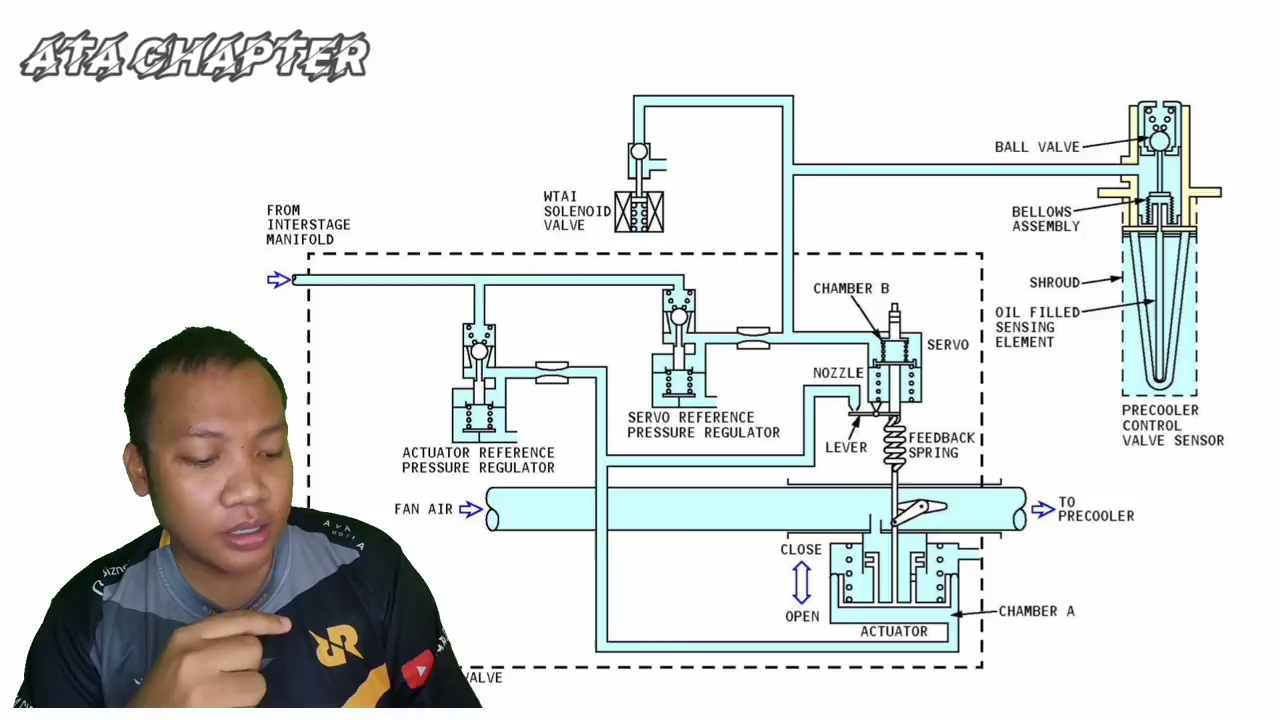 ATA CHAPTER
BALL VALVE
WTAI
SOLENOID
VALVE
FROM
INTERSTAGE
MANIFOLD
BELLOWS
ASSEMBLY
SHROUD
CHAMBER B
OIL FILLED
SENSING
ELEMENT
SERVO
NOZZLE
PRECOOLER
CONTROL
VALVE SENSOR
SERVO REFERENCE
PRESSURE REGULATOR
LEVER
FEEDBACK
SPRING
ACTUATOR REFERENCE
PRESSURE REGULATOR
FAN AIR
TO
PRECOOLER
CLOSE
OPEN
CHAMBER A
ACTUATOR
VALVE